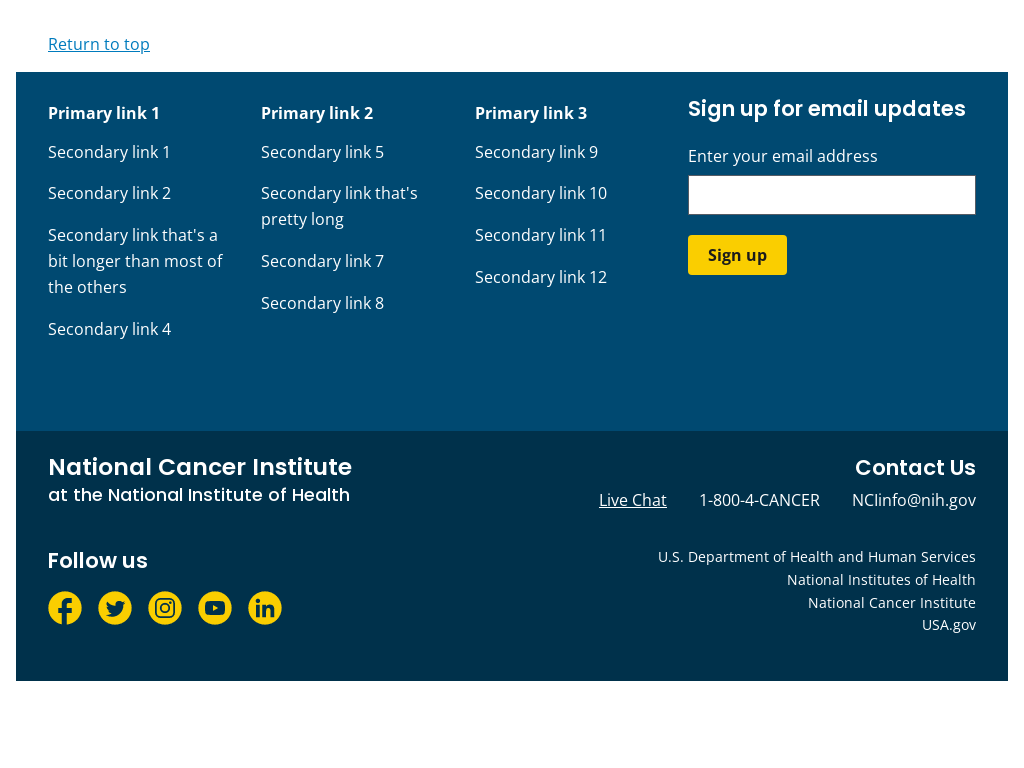 Return to top
Primary link 1
Secondary link 1
Secondary link 2
Secondary link that's a
bit longer than most of
the others
Secondary link 4
Primary link 2
Secondary link 5
Secondary link that's
pretty long
Secondary link 7
Secondary link 8
Primary link 3
Secondary link 9
Secondary link 10
Secondary link 11
Secondary link 12
Sign up for email updates
Enter your email address
Sign up
National Cancer Institute
at the National Institute of Health
Contact Us
Live Chat 1-800-4-CANCER NCIinfo@nih.gov
Follow us
U.S. Department of Health and Human Services
National Institutes of Health
National Cancer Institute
USA.gov